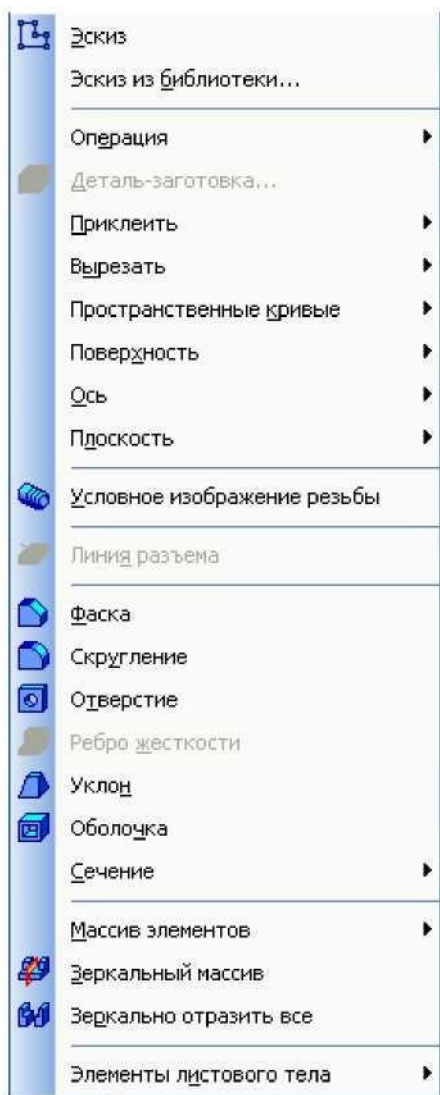 Эскиз
Эскиз из библиотеки...
Операция
Деталь-заготовка...
Приклеить
Вырезать
Пространственные кривые
Поверхность
Ось
Плоскость
Условное изображение резьбы
Линия разъема
Фаска
Скругление
Отверстие
Ребро жесткости
Уклон
Оболочка
Сечение
Массив элементов
Зеркальный массив
Зеркально отразить все
Элементы листового тела